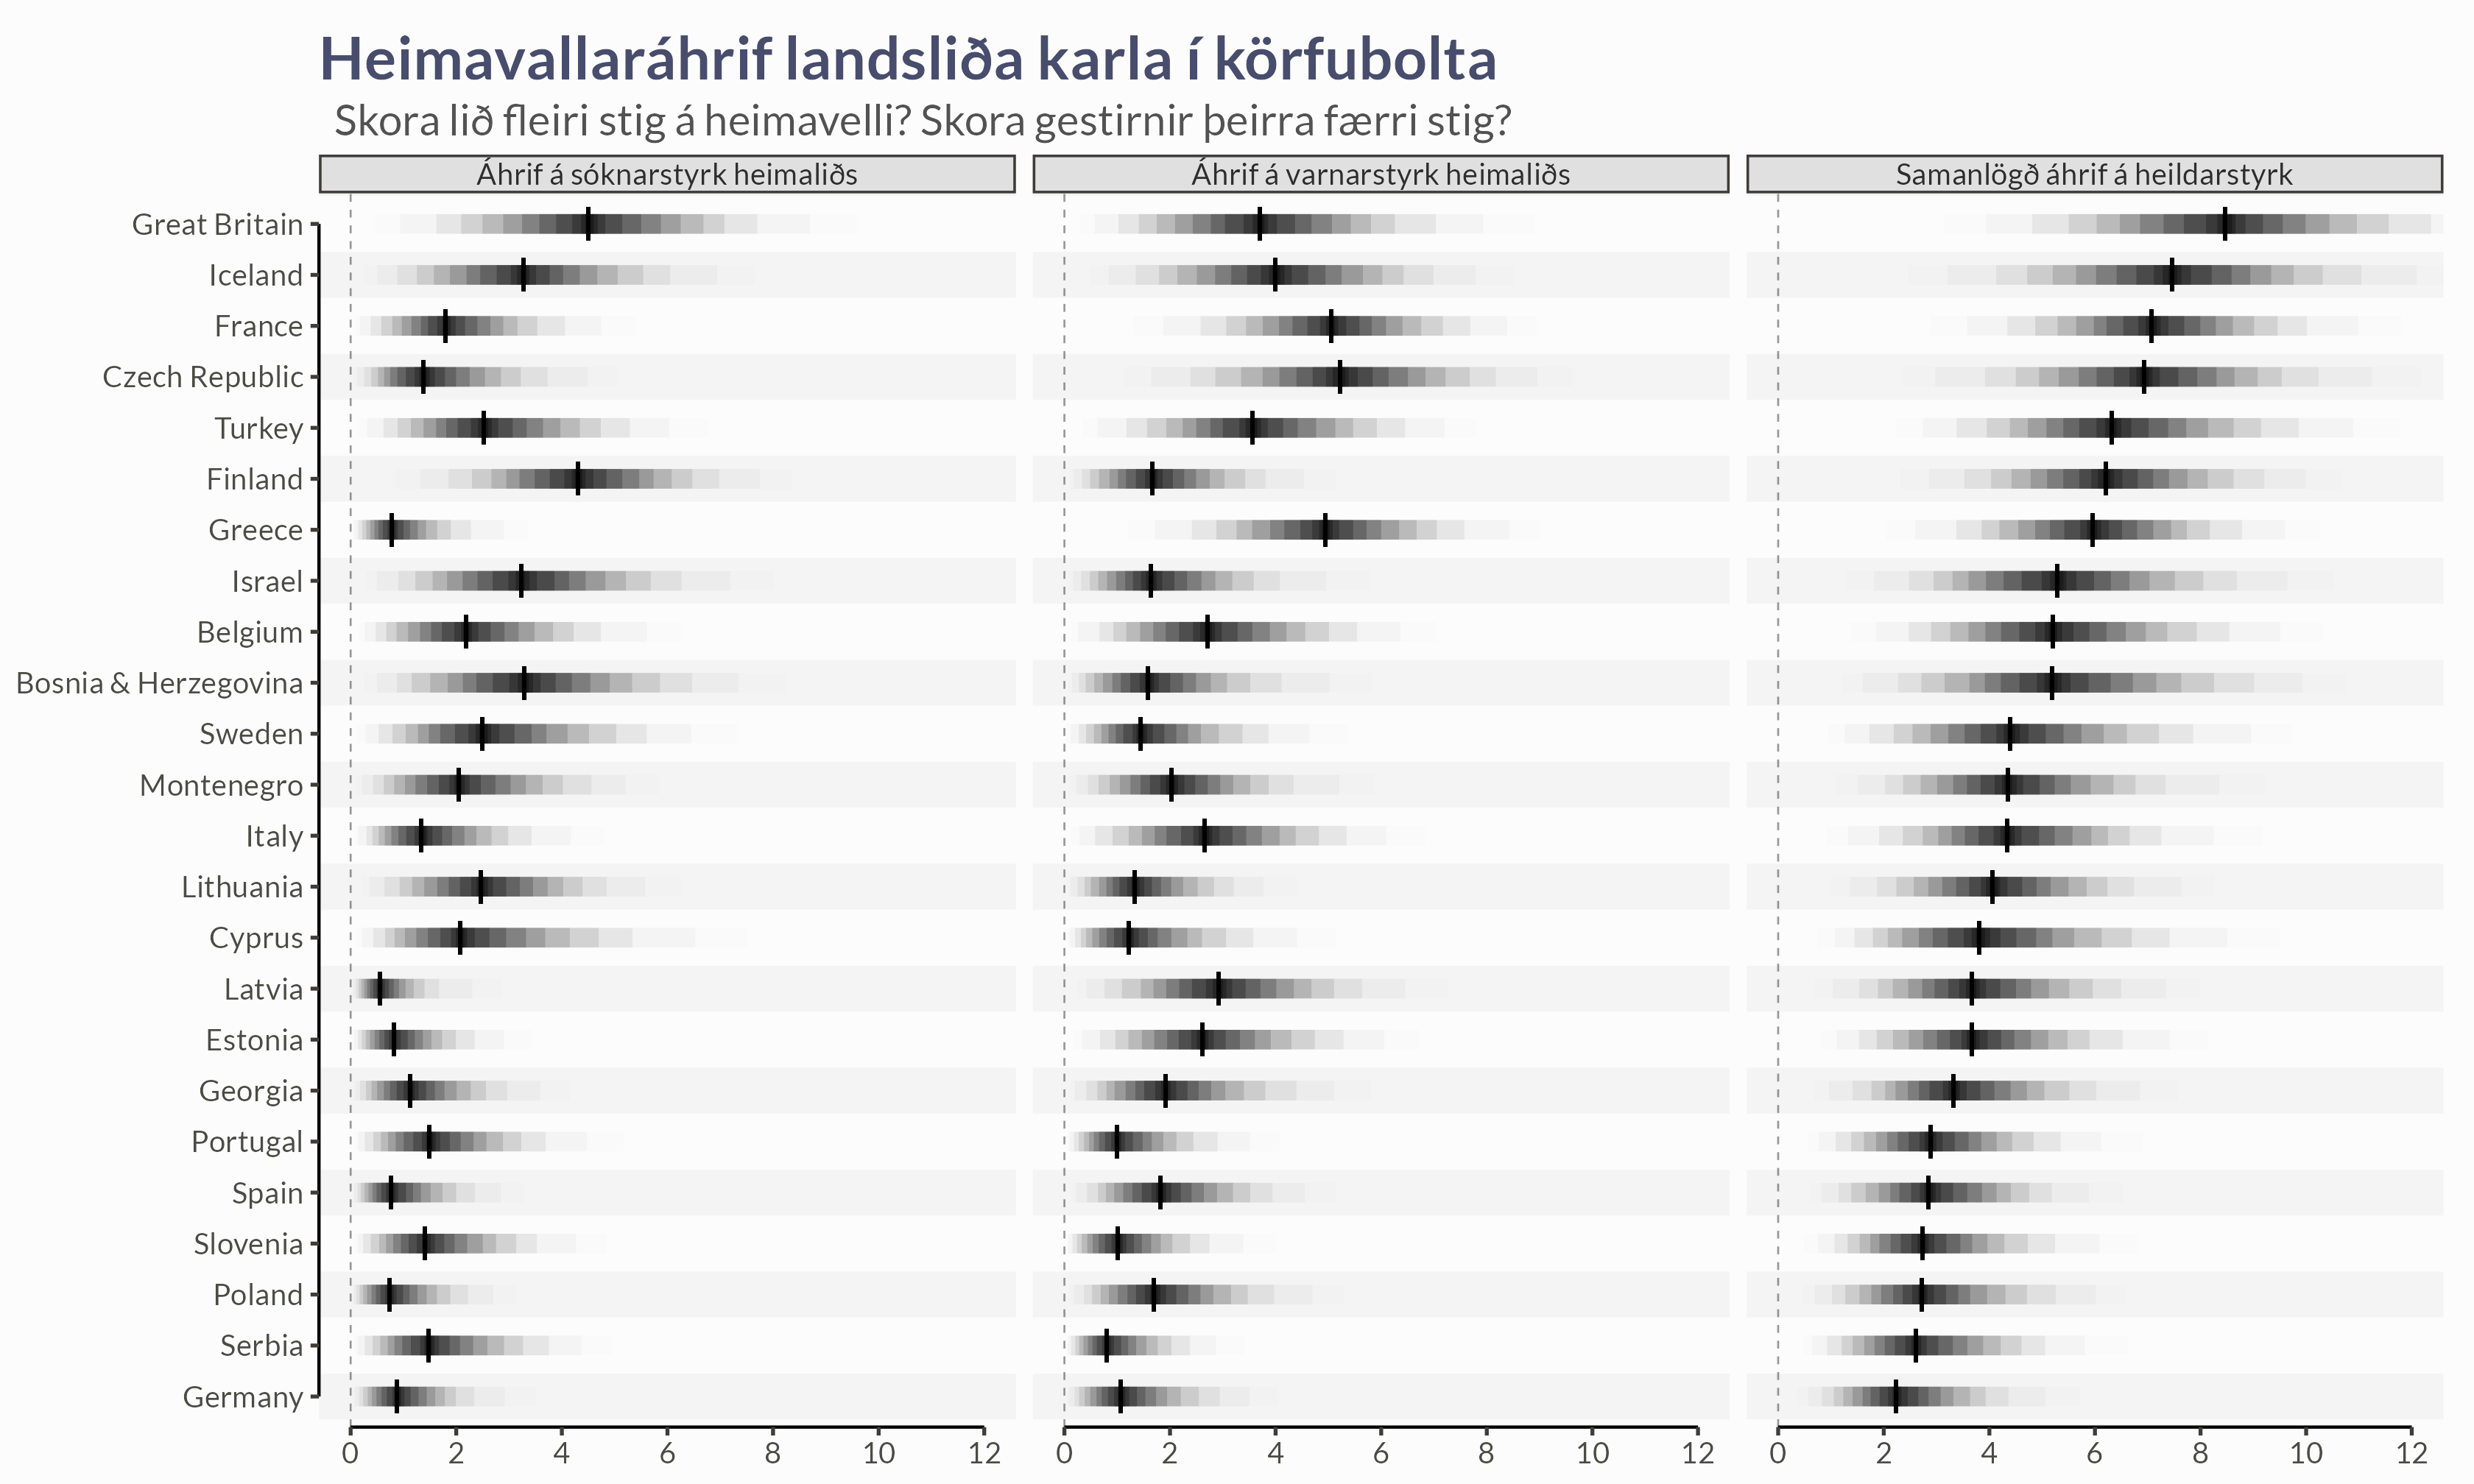 Heimavallaráhrif landsliða karla í körfubolta
Skora lið fleiri stig á heimavelli? Skora gestirnir þeirra færri stig?
Áhrif á sóknarstyrk heimaliðs
Áhrif á varnarstyrk heimaliðs
Samanlögð áhrif á heildarstyrk
Great Britain
Iceland
France
Czech Republic
Turkey
Finland
Greece
Israel
Belgium
Bosnia & Herzegovina
Sweden
Montenegro
Italy
Lithuania
Cyprus
Latvia
Estonia
Georgia
Portugal
Spain
Slovenia
Poland
Serbia
Germany
0 2 4 6 8 10 12
0 2 4 6 8 10 12
0 2 4 6 8 10 12